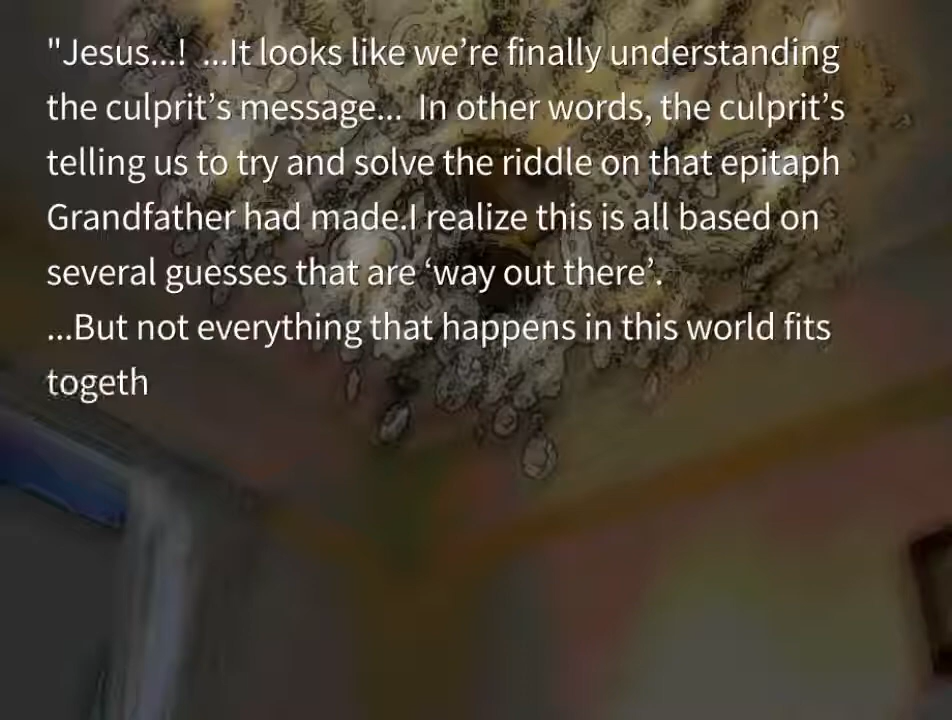 "Jesus...!  ...It looks like we’re finally understanding
the culprit’s message...  In other words, the culprit’s
telling us to try and solve the riddle on that epitaph
Grandfather had made.I realize this is all based on
several guesses that are ‘way out there’.
...But not everything that happens in this world fits
togeth